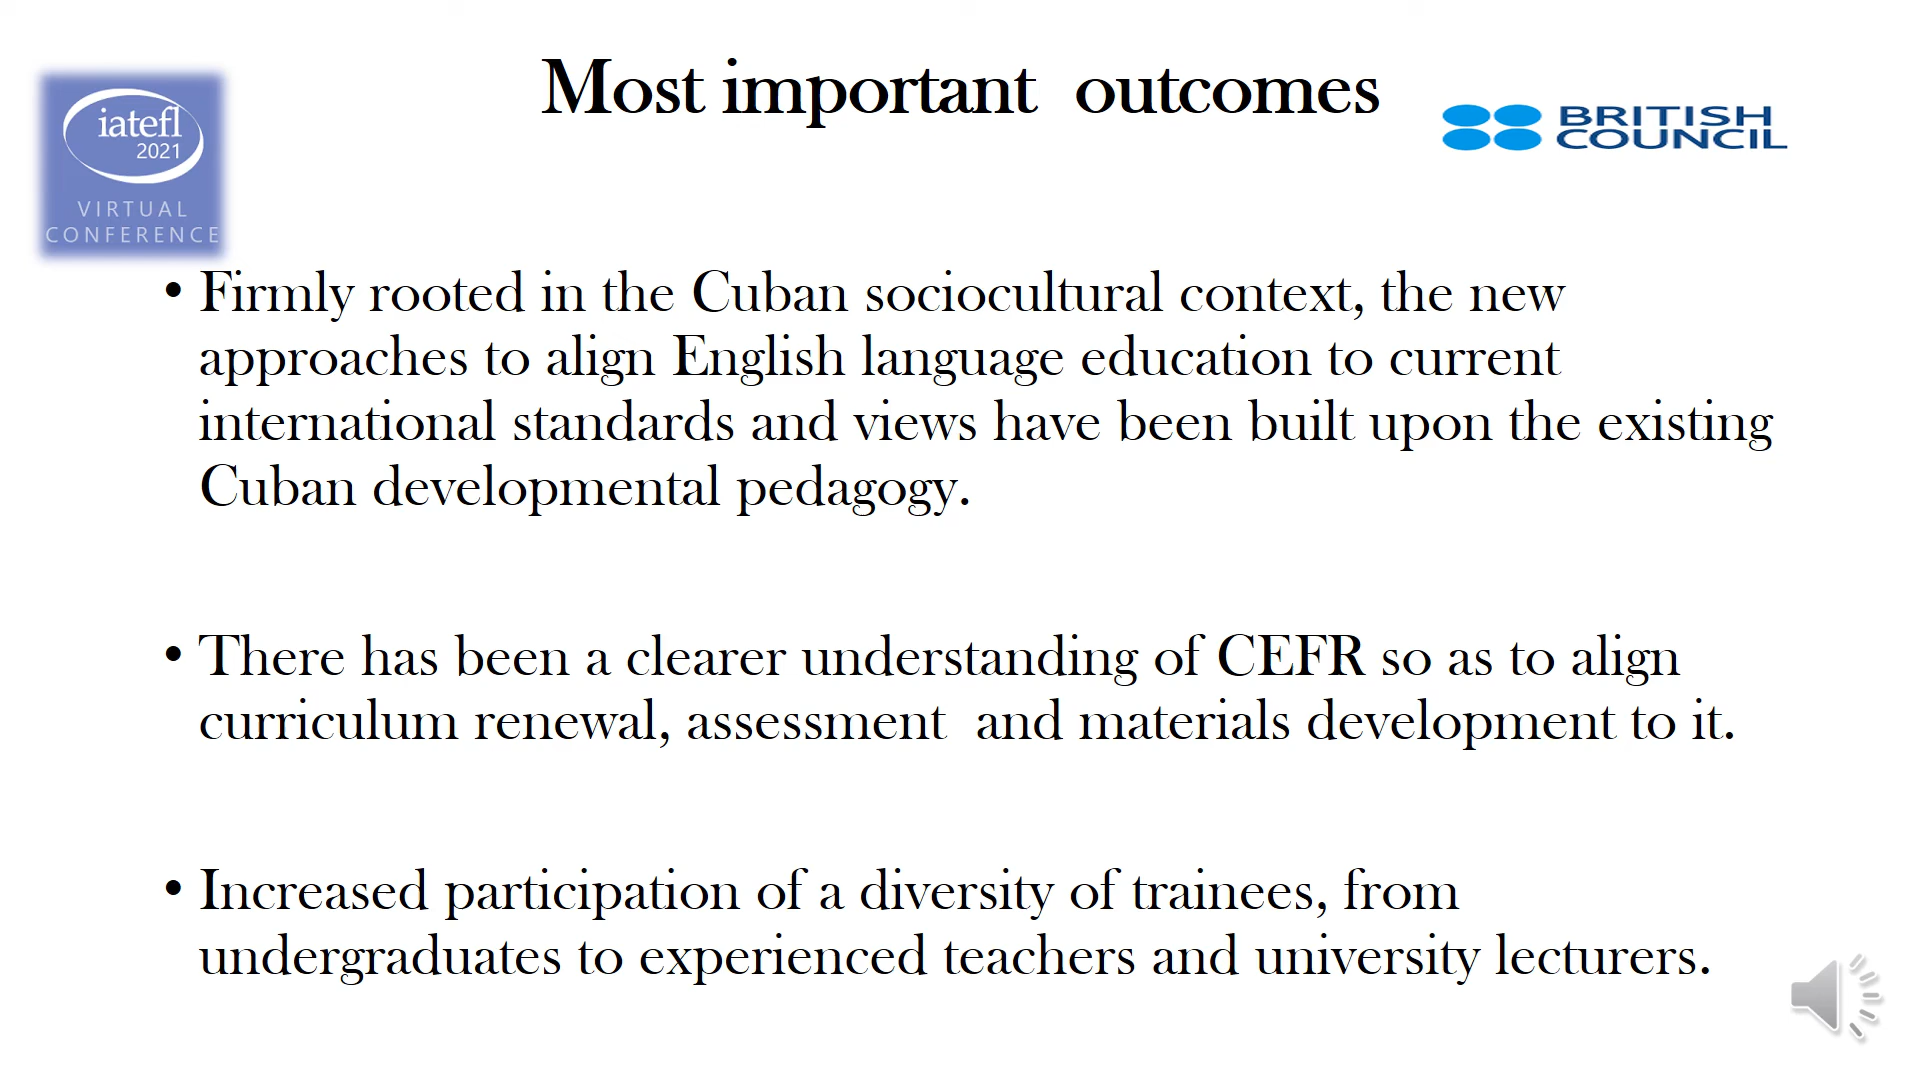 Most important  outcomes
iatefl
2021
VIRTUAL
CONFERENCE
BRITISH
COUNCIL
• Firmly rooted in the Cuban sociocultural context, the new
approaches to align English language education to current
international standards and views have been built upon the existing
Cuban developmental pedagogy.
• There has been a clearer understanding of CEFR so as to align
curriculum renewal, assessment  and materials development to it.
• Increased participation of a diversity of trainees, from
undergraduates to experienced teachers and university lecturers.